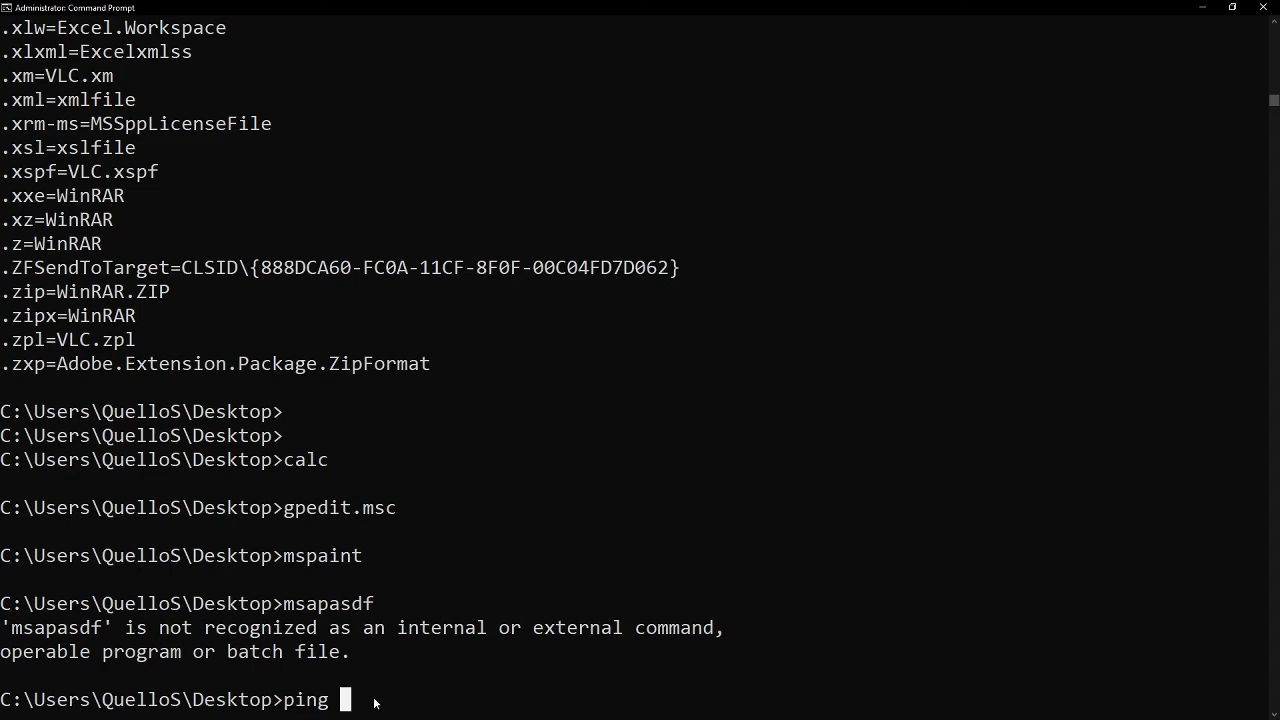 Administrator: Command Prompt
.xlw=Excel.Workspace
.xlxml=Excelxmlss
.xm=VLC.xm
.xml=xmlfile
.xrm-ms=MSSppLicenseFile
.xsl=xslfile
.xspf=VLC.xspf
.xxe=WinRAR
.xz=WinRAR
.z=WinRAR
.ZFSendToTarget=CLSID\{888DCA60-FC0A-11CF-8F0F-00C04FD7D062}
.zip=WinRAR.ZIP
.zipx=WinRAR
.zpl=VLC.zpl
.zxp=Adobe.Extension.Package.ZipFormat
C:\Users\QuelloS\Desktop>
C:\Users\QuelloS\Desktop>
C:\Users\QuelloS\Desktop>calc
C:\Users\QuelloS\Desktop>gpedit.msc
C:\Users\QuelloS\Desktop>mspaint
C:\Users\QuelloS\Desktop>msapasdf
'msapasdf' is not recognized as an internal or external command,
operable program or batch file.
C:\Users\QuelloS\Desktop>ping